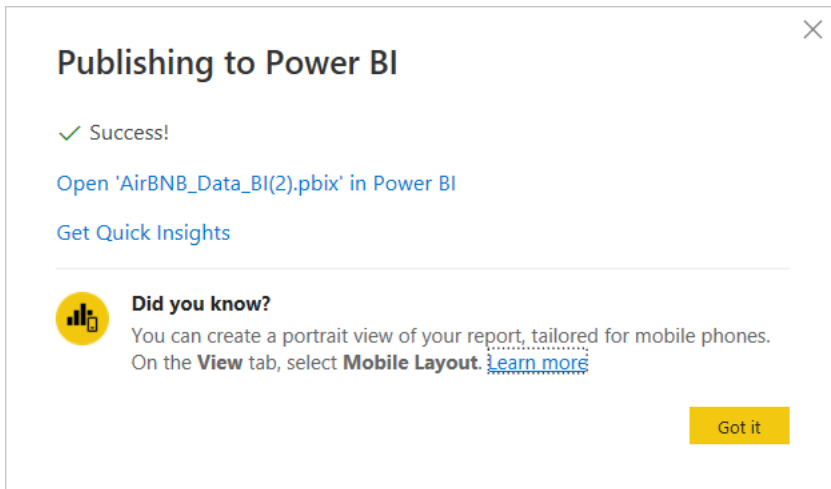 Publishing to Power BI
Success!
Open 'AirBNB_Data_BI(2).pbix' in Power BI
Get Quick Insights
Did you know?
You can create a portrait view of your report, tailored for mobile phones.
On the View tab, select Mobile Layout. Learn more
Got it